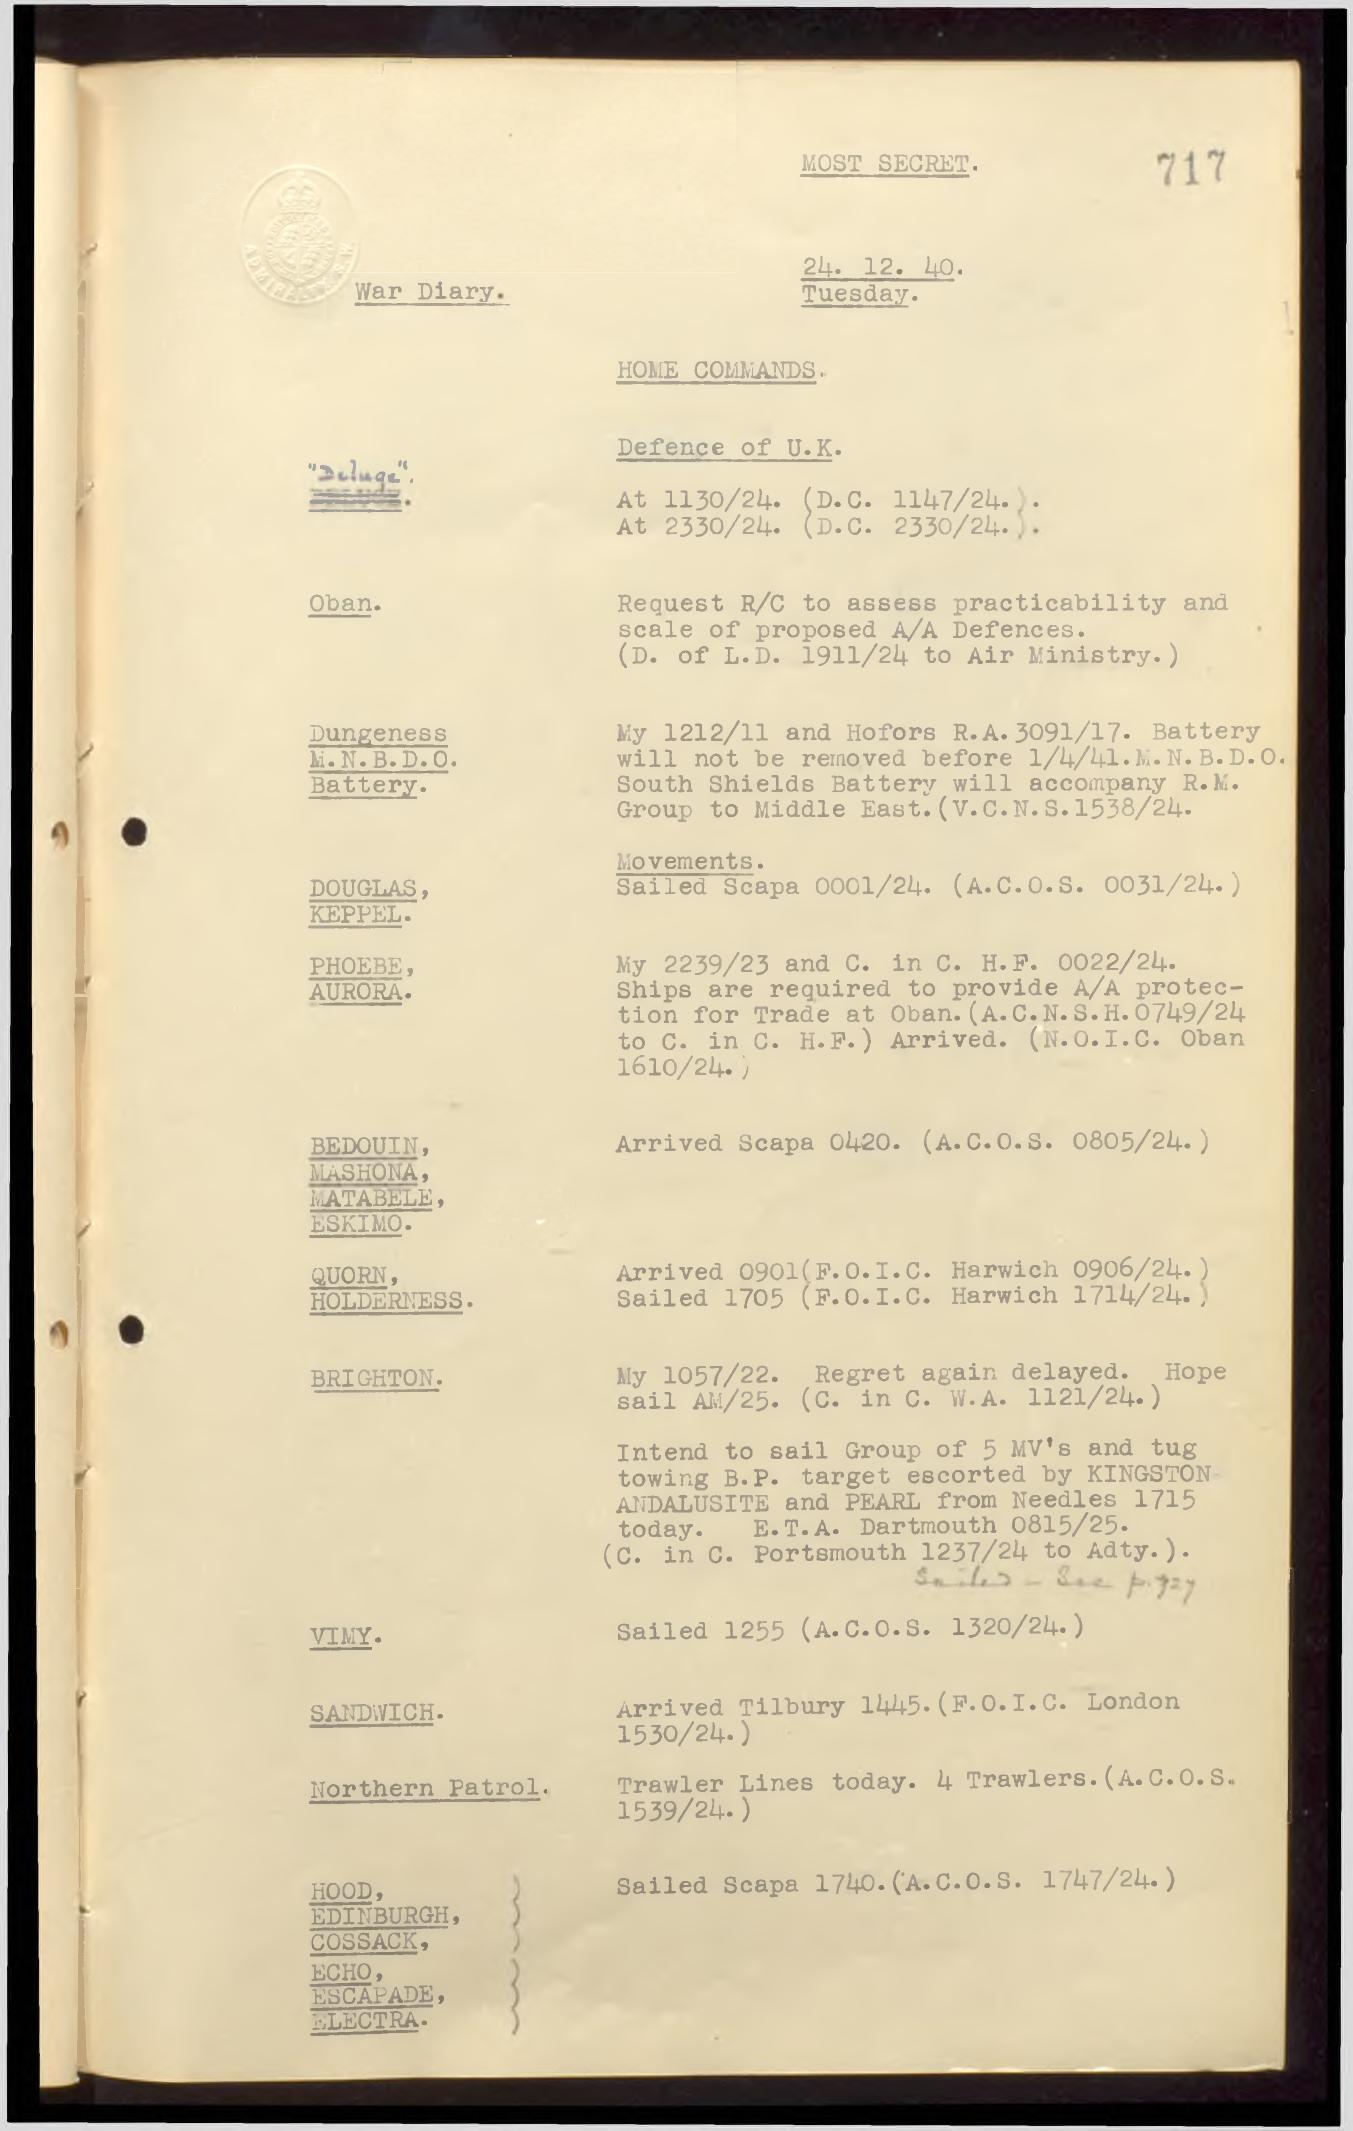 MOST SECRET.
717
24. 12. 40.
War Diary.
Tuesday.
HOME COMMANDS.
Defence of U.K.
"Deluge".
At 1130/24. (D.C. 1147/24.).
At 2330/24. (D.C. 2330/24.).
Oban.
Request R/C to assess practicability and
scale of proposed A/A Defences.
(D. of L.D. 1911/24 to Air Ministry.)
Dungeness
M.N.B.D.O.
Battery.
My 1212/11 and Hofors R.A.3091/17. Battery
will not be removed before 1/4/41.M.N.B.D.O.
South Shields Battery will accompany R.M.
Group to Middle East.(V.C.N.S.1538/24.
Movements.
DOUGLAS,
KEPPEL.
Sailed Scapa 0001/24. (A.C.O.S. 0031/24.)
PHOEBE,
AURORA.
My 2239/23 and C. in C. H.F. 0022/24.
Ships are required to provide A/A protec-
tion for Trade at Oban.(A.C.N.S.H.0749/24
to C. in C. H.F.) Arrived. (N.O.I.C. Oban
1610/24.)
BEDOUIN,
MASHONA,
MATABELE,
ESKIMO.
Arrived Scapa 0420. (A.C.O.S. 0805/24.)
QUORN,
HOLDERNESS.
Arrived 0901(F.O.I.C. Harwich 0906/24.)
Sailed 1705 (F.O.I.C. Harwich 1714/24.)
BRIGHTON.
My 1057/22. Regret again delayed. Hope
sail AM/25. (C. in C. W.A. 1121/24.)
Intend to sail Group of 5 MV's and tug
towing B.P. target escorted by KINGSTON
ANDALUSITE and PEARL from Needles 1715
today. E.T.A. Dartmouth 0815/25.
(C. in C. Portsmouth 1237/24 to Adty.).
Sailed - See p.727
VIMY.
Sailed 1255 (A.C.O.S. 1320/24.)
SANDWICH.
Arrived Tilbury 1445.(F.O.I.C. London
1530/24.)
Northern Patrol.
Trawler Lines today. 4 Trawlers.(A.C.O.S.
1539/24.)
HOOD,
EDINBURGH,
COSSACK,
ECHO,
ESCAPADE,
ELECTRA.
Sailed Scapa 1740.(A.C.O.S. 1747/24.)